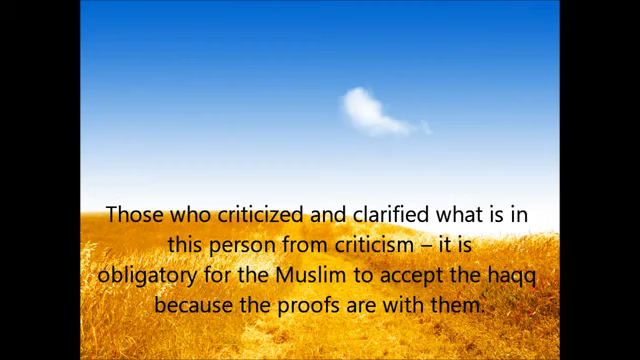 Those who criticized and clarified what is in
this person from criticism – it is
obligatory for the Muslim to accept the haqq
because the proofs are with them.